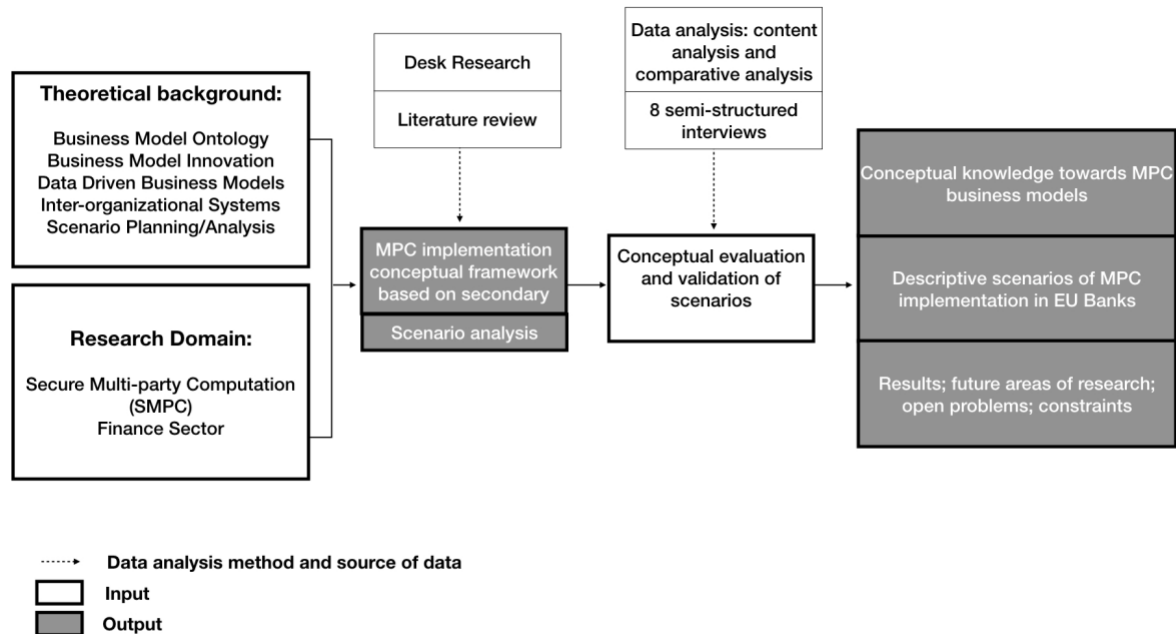 Theoretical background:
Business Model Ontology
Business Model Innovation
Data Driven Business Models
Inter-organizational Systems
Scenario Planning/Analysis
Research Domain:
Secure Multi-party Computation
(SMPC)
Finance Sector
Desk Research
Literature review
MPC implementation
conceptual framework
based on secondary
Scenario analysis
Data analysis: content
analysis and
comparative analysis
8 semi-structured
interviews
Conceptual evaluation
and validation of
scenarios
Conceptual knowledge towards MPC
business models
Descriptive scenarios of MPC
implementation in EU Banks
Results; future areas of research;
open problems; constraints
Data analysis method and source of data
Input
Output